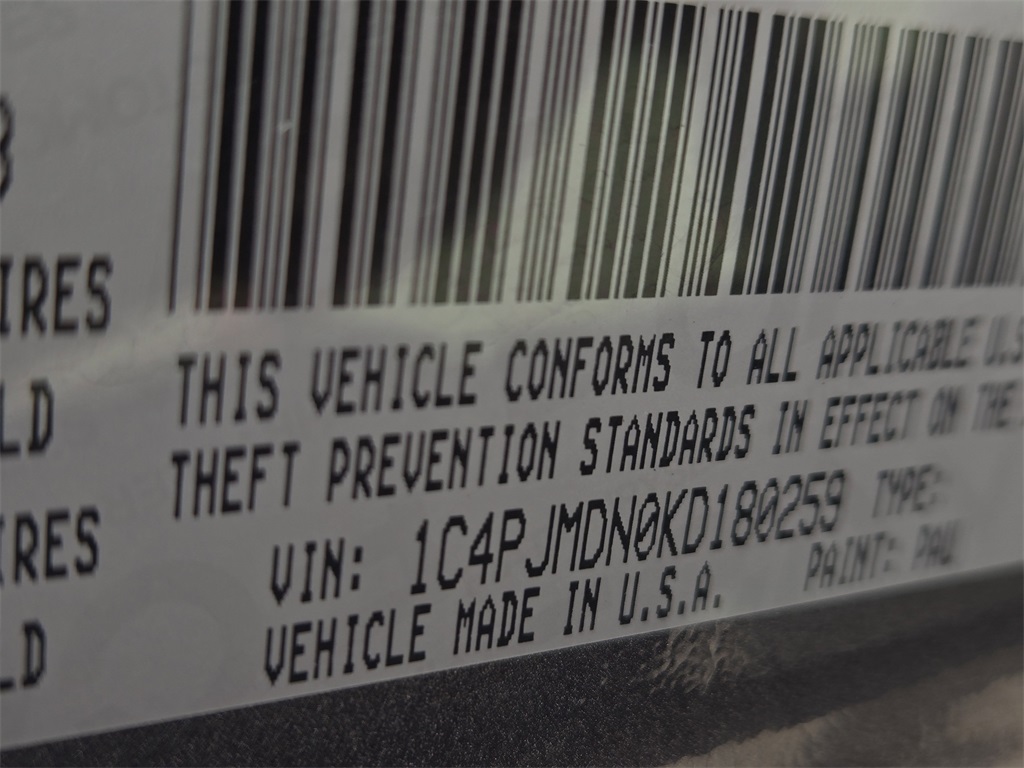 3
IRES
LD
IRES
LD
THIS VEHICLE CONFORMS TO ALL APPLICABLE U.S
THEFT PREVENTION STANDARDS IN EFFECT ON THE
VIN: 1C4PJMDN0KD180259 TYPE:
VEHICLE MADE IN U.S.A. PAINT: PAU